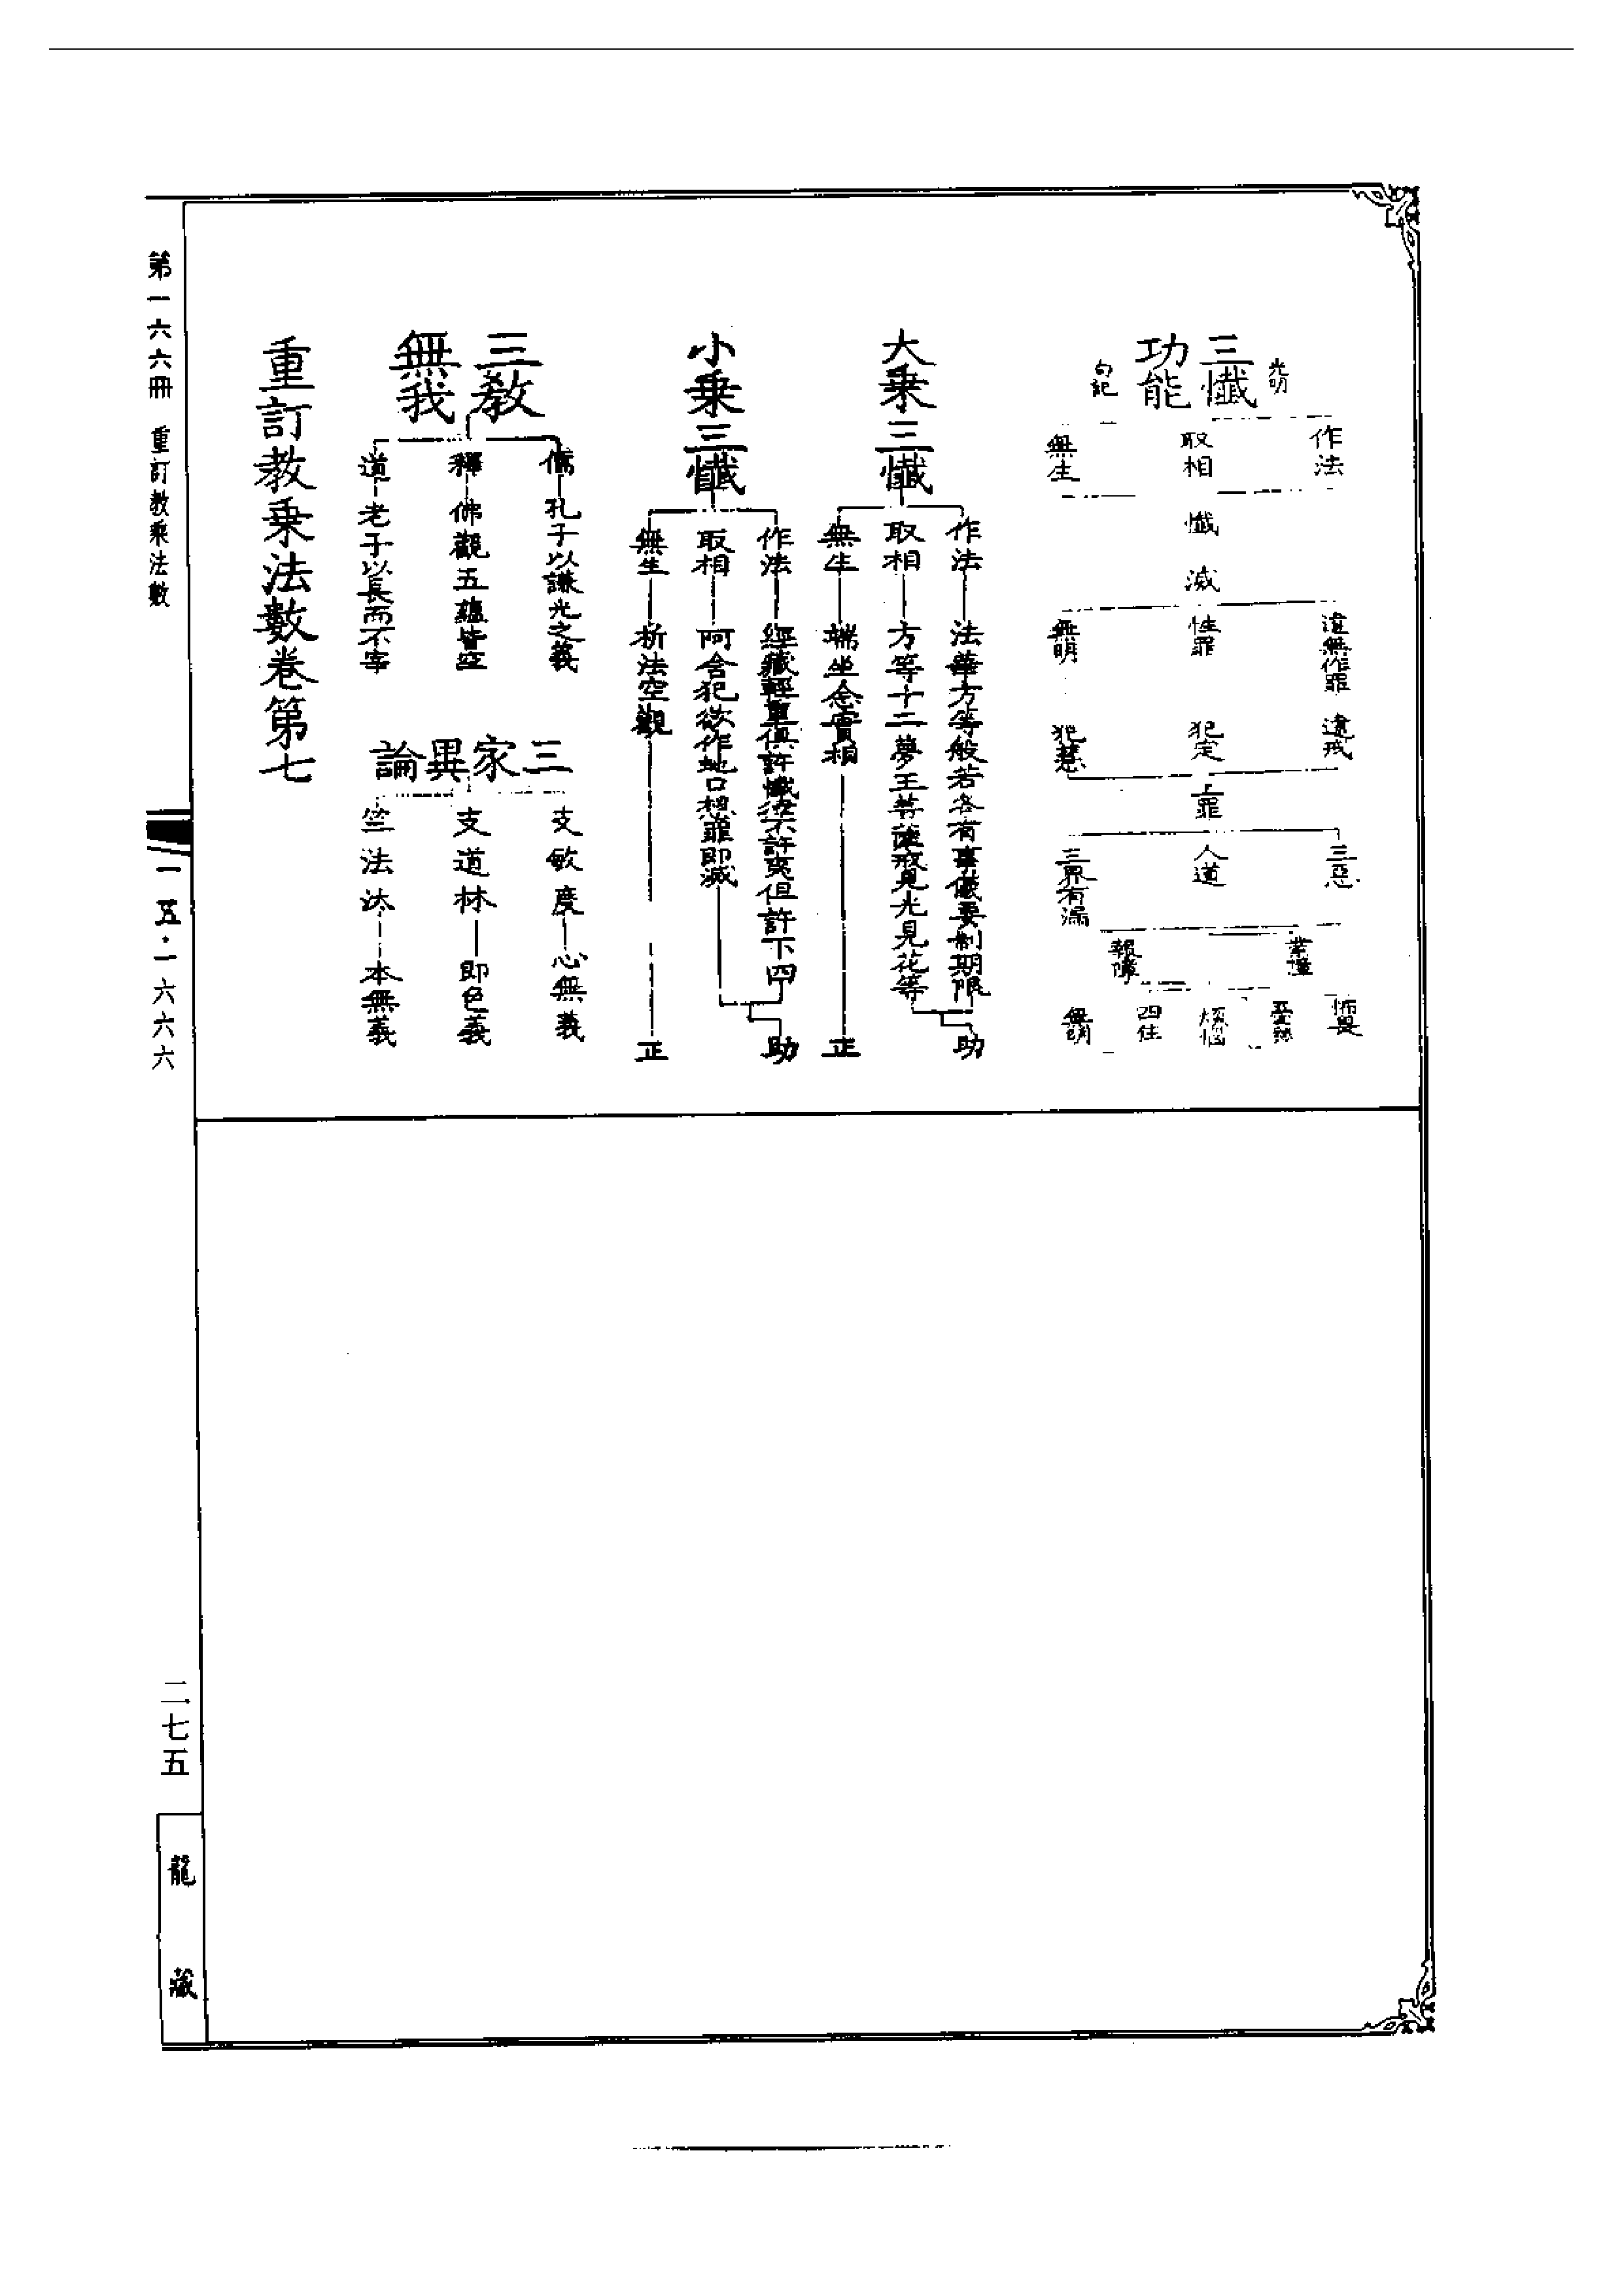 三懺
功能
光明
句記
作法
取相
無生
懺
滅
違無作罪
性罪
無明
違戒
犯定
犯慧
罪
三惡
人道
三界有漏
業障
報障
怖畏
憂愁
煩惱
四住
無明
大乘三懺
作法 法華方等般若各有事儀要制期限
取相 方等十二夢王菩薩戒見光見花等
助
無生 端坐念實相 正
小乘三懺
作法 經藏輕重俱許懺律不許夷但許下四
取相 阿含犯欲作地口想罪即滅
助
無生 析法空觀 正
三教
無我
儒 孔子以謙光之義
釋 佛觀五蘊皆空
道 老子以長而不宰
三家異論
支敏度 心無義
支道林 即色義
竺法汰 本無義
重訂教乘法數卷第七
第一六六冊 重訂教乘法數
一五·一六六六
二七五
龍藏